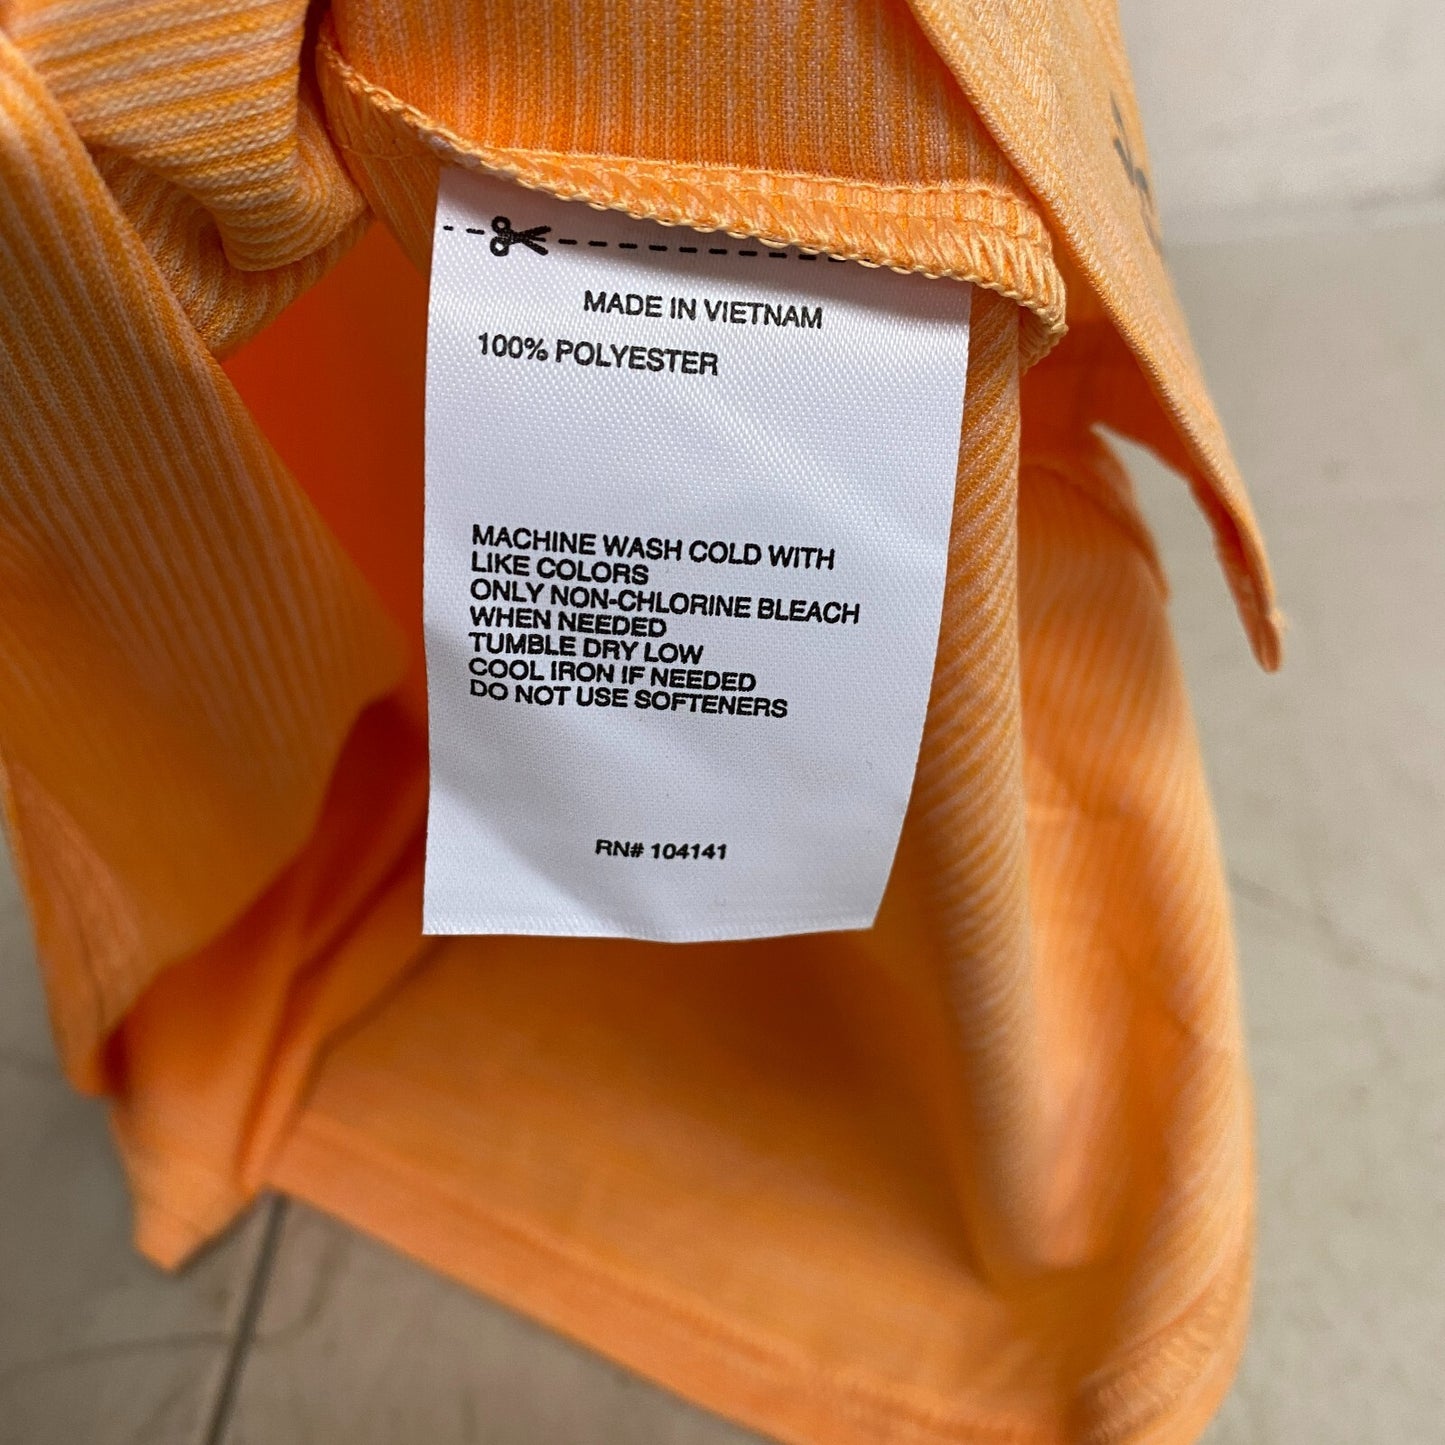 MADE IN VIETNAM
100% POLYESTER
MACHINE WASH COLD WITH
LIKE COLORS
ONLY NON-CHLORINE BLEACH
WHEN NEEDED
TUMBLE DRY LOW
COOL IRON IF NEEDED
DO NOT USE SOFTENERS
RN# 104141